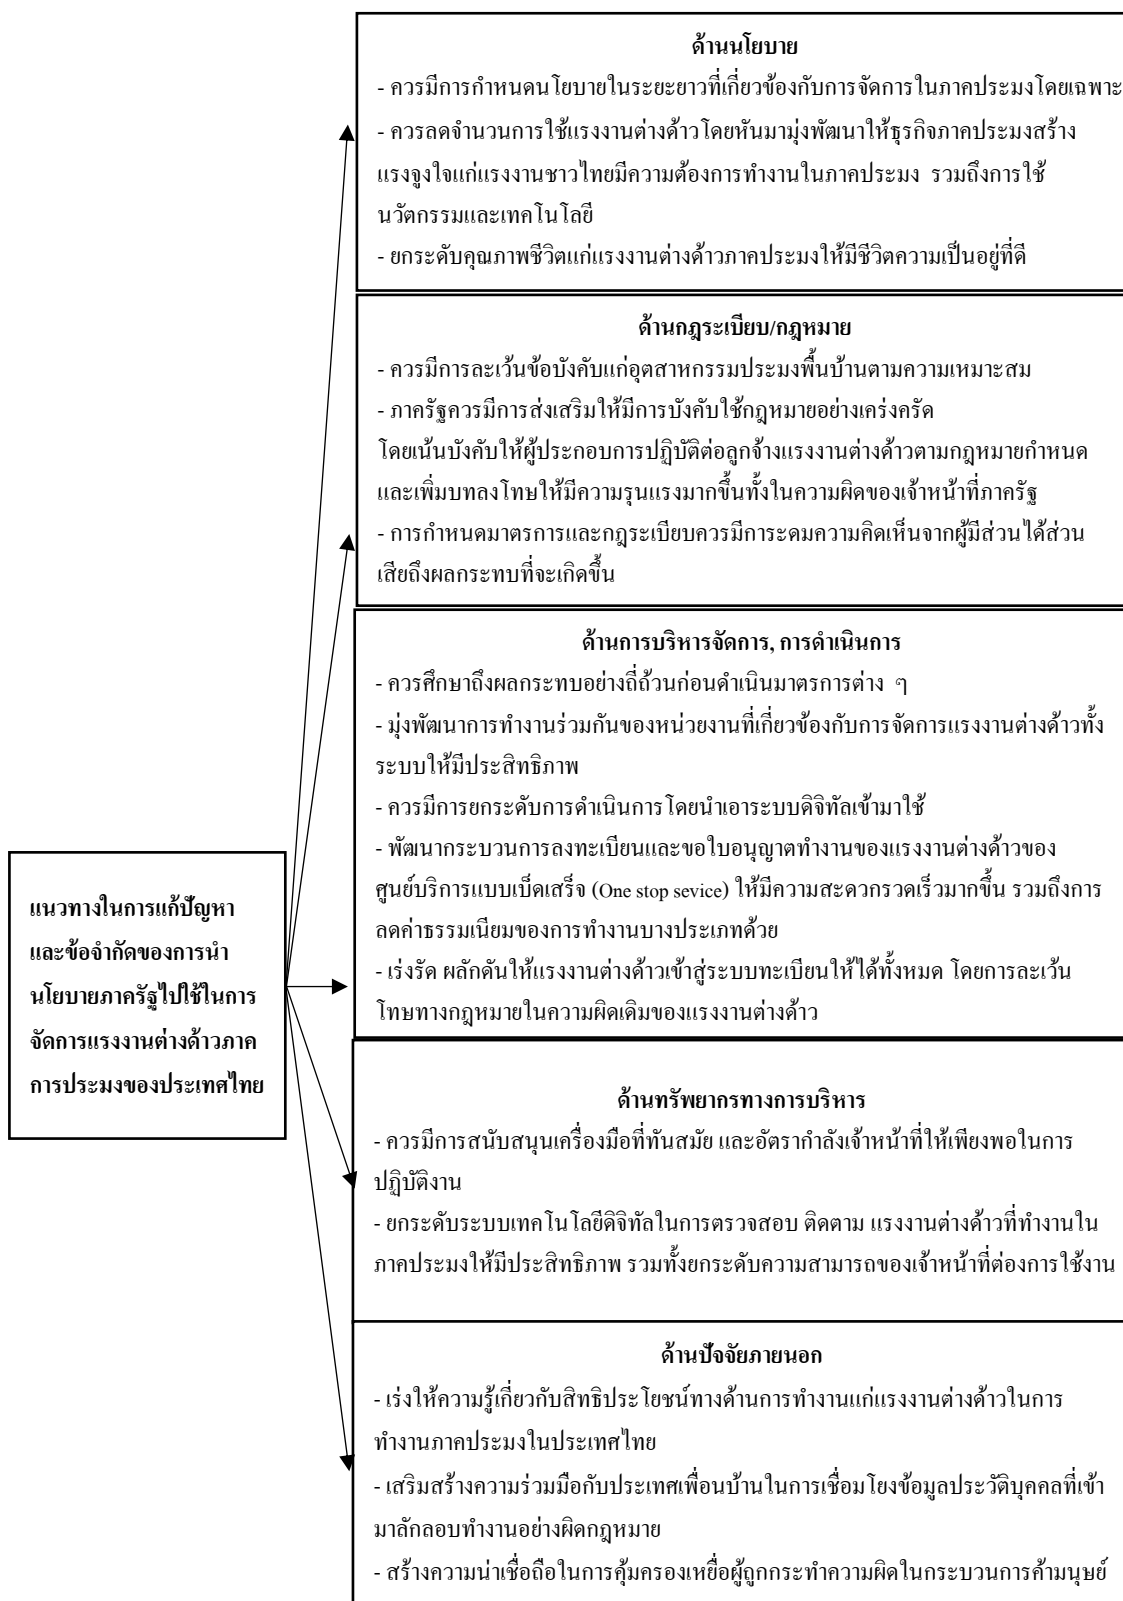 ด้านนโยบาย
- ควรมีการกำหนดนโยบายในระยะยาวที่เกี่ยวข้องกับการจัดการในภาคประมงโดยเฉพาะ
- ควรลดจำนวนการใช้แรงงานต่างด้าวโดยหันมามุ่งพัฒนาให้ธุรกิจภาคประมงสร้าง
แรงจูงใจแก่แรงงานชาวไทยมีความต้องการทำงานในภาคประมง รวมถึงการใช้
นวัตกรรมและเทคโนโลยี
- ยกระดับคุณภาพชีวิตแก่แรงงานต่างด้าวภาคประมงให้มีชีวิตความเป็นอยู่ที่ดี
ด้านกฎระเบียบ/กฎหมาย
- ควรมีการละเว้นข้อบังคับแก่อุตสาหกรรมประมงพื้นบ้านตามความเหมาะสม
- ภาครัฐควรมีการส่งเสริมให้มีการบังคับใช้กฎหมายอย่างเคร่งครัด
โดยเน้นบังคับให้ผู้ประกอบการปฏิบัติต่อลูกจ้างแรงงานต่างด้าวตามกฎหมายกำหนด
และเพิ่มบทลงโทษให้มีความรุนแรงมากขึ้นทั้งในความผิดของเจ้าหน้าที่ภาครัฐ
- การกำหนดมาตรการและกฎระเบียบควรมีการะดมความคิดเห็นจากผู้มีส่วนได้ส่วน
เสียถึงผลกระทบที่จะเกิดขึ้น
ด้านการบริหารจัดการ, การดำเนินการ
- ควรศึกษาถึงผลกระทบอย่างถี่ถ้วนก่อนดำเนินมาตรการต่าง ๆ
- มุ่งพัฒนาการทำงานร่วมกันของหน่วยงานที่เกี่ยวข้องกับการจัดการแรงงานต่างด้าวทั้ง
ระบบให้มีประสิทธิภาพ
- ควรมีการยกระดับการดำเนินการโดยนำเอาระบบดิจิทัลเข้ามาใช้
- พัฒนากระบวนการลงทะเบียนและขอใบอนุญาตทำงานของแรงงานต่างด้าวของ
ศูนย์บริการแบบเบ็ดเสร็จ (One stop sevice) ให้มีความสะดวกรวดเร็วมากขึ้น รวมถึงการ
ลดค่าธรรมเนียมของการทำงานบางประเภทด้วย
- เร่งรัด ผลักดันให้แรงงานต่างด้าวเข้าสู่ระบบทะเบียนให้ได้ทั้งหมด โดยการละเว้น
โทษทางกฎหมายในความผิดเดิมของแรงงานต่างด้าว
แนวทางในการแก้ปัญหา
และข้อจำกัดของการนำ
นโยบายภาครัฐไปใช้ในการ
จัดการแรงงานต่างด้าวภาค
การประมงของประเทศไทย
ด้านทรัพยากรทางการบริหาร
- ควรมีการสนับสนุนเครื่องมือที่ทันสมัย และอัตรากำลังเจ้าหน้าที่ให้เพียงพอในการ
ปฏิบัติงาน
- ยกระดับระบบเทคโนโลยีดิจิทัลในการตรวจสอบ ติดตาม แรงงานต่างด้าวที่ทำงานใน
ภาคประมงให้มีประสิทธิภาพ รวมทั้งยกระดับความสามารถของเจ้าหน้าที่ต่องการใช้งาน
ด้านปัจจัยภายนอก
- เร่งให้ความรู้เกี่ยวกับสิทธิประโยชน์ทางด้านการทำงานแก่แรงงานต่างด้าวในการ
ทำงานภาคประมงในประเทศไทย
- เสริมสร้างความร่วมมือกับประเทศเพื่อนบ้านในการเชื่อมโยงข้อมูลประวัติบุคคลที่เข้า
มาลักลอบทำงานอย่างผิดกฎหมาย
- สร้างความน่าเชื่อถือในการคุ้มครองเหยื่อผู้ถูกกระทำความผิดในกระบวนการค้ามนุษย์